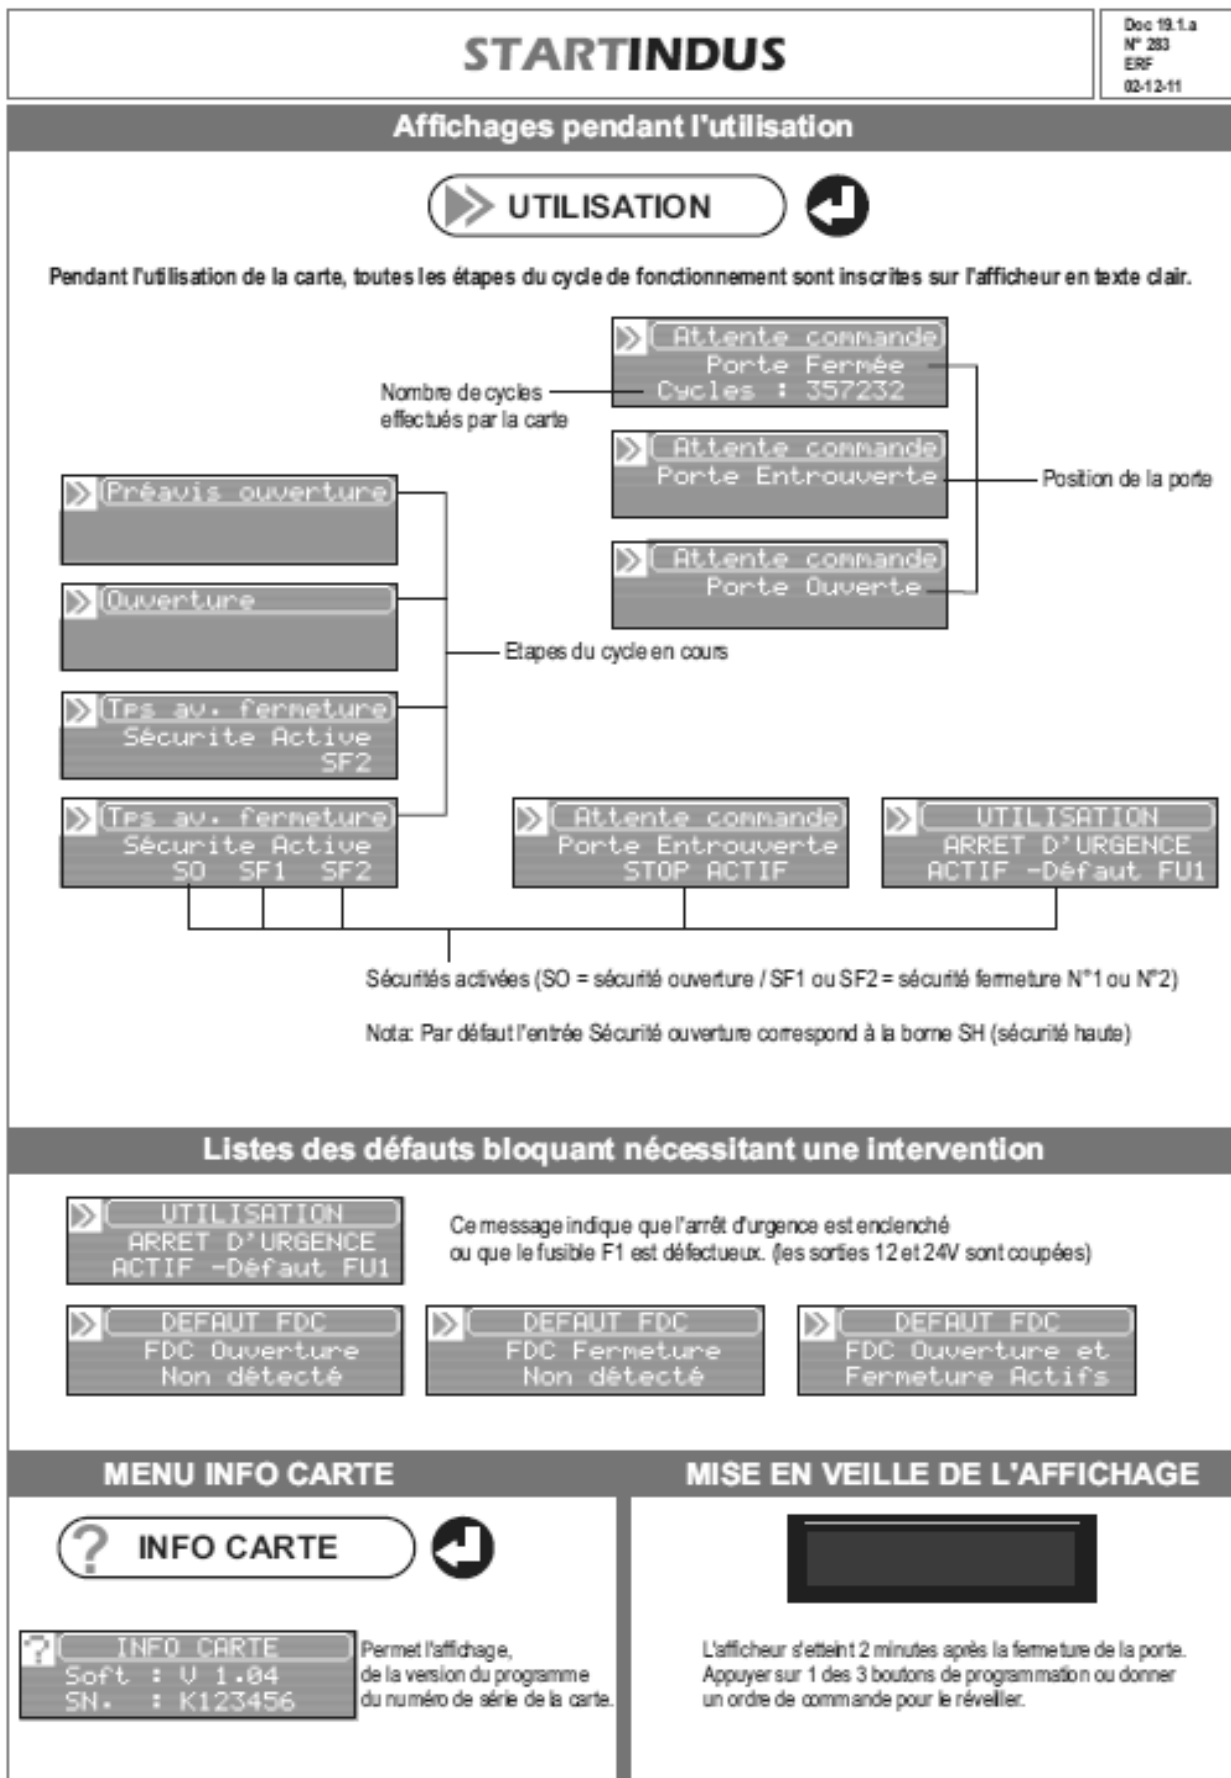 STARTINDUS
Doc 19.1.a
N° 283
ERF
02-12-11
Affichages pendant l'utilisation
UTILISATION
Pendant l'utilisation de la carte, toutes les étapes du cycle de fonctionnement sont inscrites sur l'afficheur en texte clair.
Attente commande
Porte Fermée
Cycles : 357232
Nombre de cycles
effectués par la carte
Attente commande
Porte Entrouverte
Position de la porte
Préavis ouverture
Attente commande
Porte Ouverte
Ouverture
Etapes du cycle en cours
Tps av. fermeture
Sécurite Active
SF2
Tps av. fermeture
Sécurite Active
SO SF1 SF2
Attente commande
Porte Entrouverte
STOP ACTIF
UTILISATION
ARRET D'URGENCE
ACTIF -Défaut FU1
Sécurités activées (SO = sécurité ouverture / SF1 ou SF2 = sécurité fermeture N°1 ou N°2)
Nota: Par défaut l'entrée Sécurité ouverture correspond à la borne SH (sécurité haute)
Listes des défauts bloquant nécessitant une intervention
UTILISATION
ARRET D'URGENCE
ACTIF -Défaut FU1
Ce message indique que l'arrêt d'urgence est enclenché
ou que le fusible F1 est défectueux. (les sorties 12 et 24V sont coupées)
DEFAUT FDC
FDC Ouverture
Non détecté
DEFAUT FDC
FDC Fermeture
Non détecté
DEFAUT FDC
FDC Ouverture et
Fermeture Actifs
MENU INFO CARTE
? INFO CARTE
? INFO CARTE
Soft : V 1.04
SN. : K123456
Permet l'affichage,
de la version du programme
du numéro de série de la carte.
MISE EN VEILLE DE L'AFFICHAGE
L'afficheur s'etteint 2 minutes après la fermeture de la porte.
Appuyer sur 1 des 3 boutons de programmation ou donner
un ordre de commande pour le réveiller.